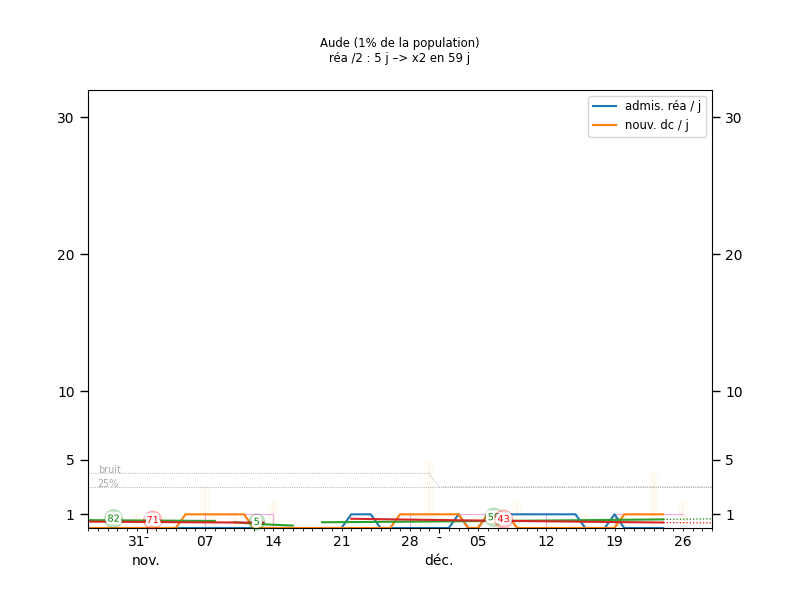 Aude (1% de la population)
réa /2 : 5 j –> x2 en 59 j
admis. réa / j
nouv. dc / j
30 30
20 20
10 10
5 5
bruit
25%
1 1
82 71 5 43
31 07 14 21 28 05 12 19 26
nov. déc.